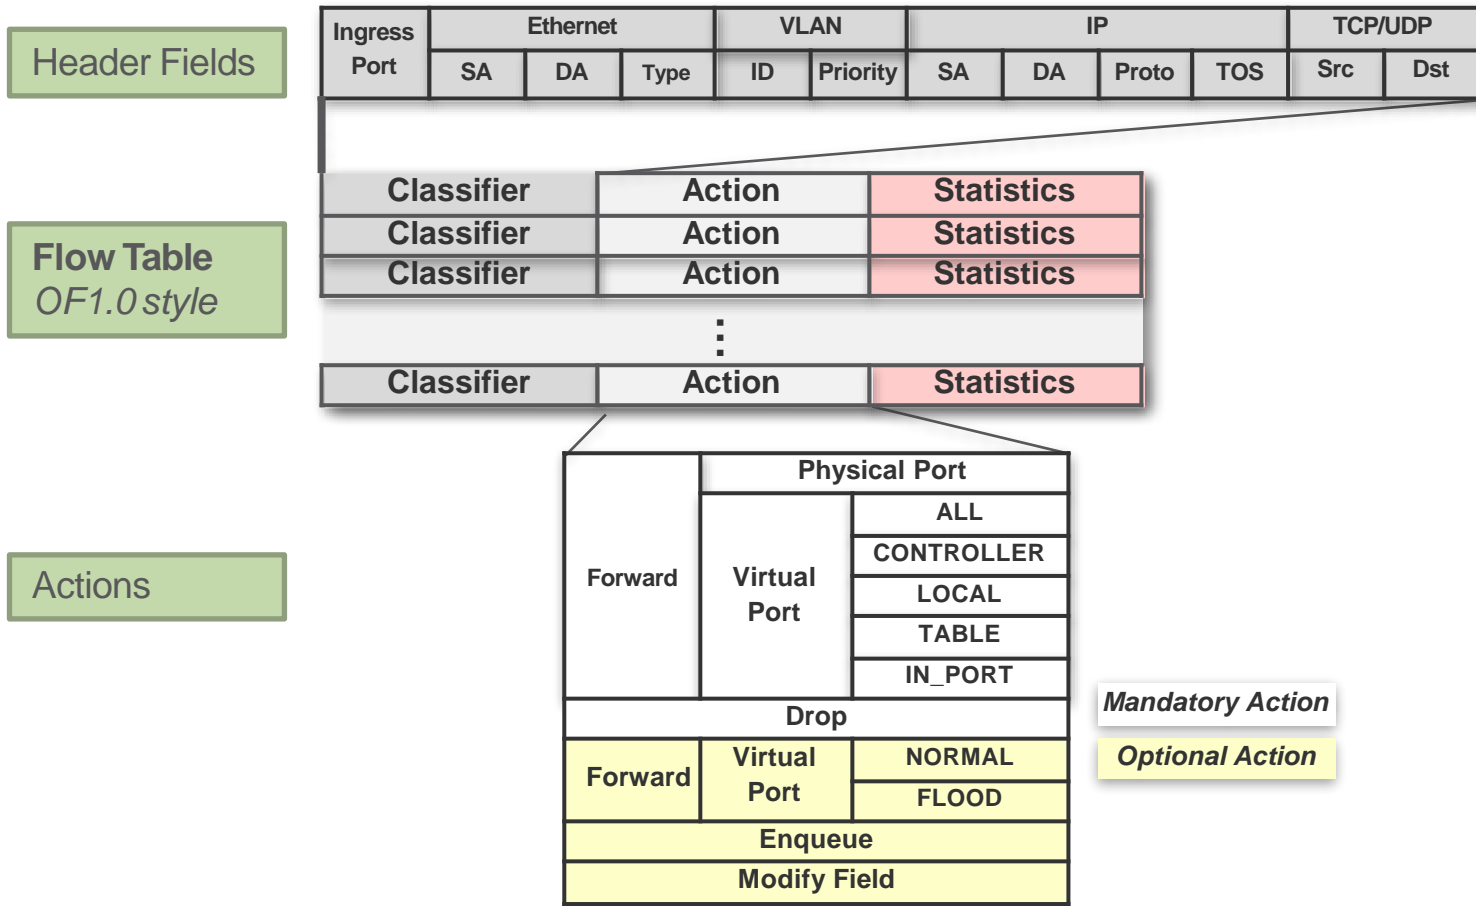 Header Fields
Ingress Port
Ethernet
VLAN
IP
TCP/UDP
SA
DA
Type
ID
Priority
SA
DA
Proto
TOS
Src
Dst
Flow Table
OF1.0 style
Classifier
Action
Statistics
Classifier
Action
Statistics
Classifier
Action
Statistics
⋮
Classifier
Action
Statistics
Actions
Forward
Physical Port
Virtual
Port
ALL
CONTROLLER
LOCAL
TABLE
IN_PORT
Drop
Forward
Virtual
Port
NORMAL
FLOOD
Enqueue
Modify Field
Mandatory Action
Optional Action